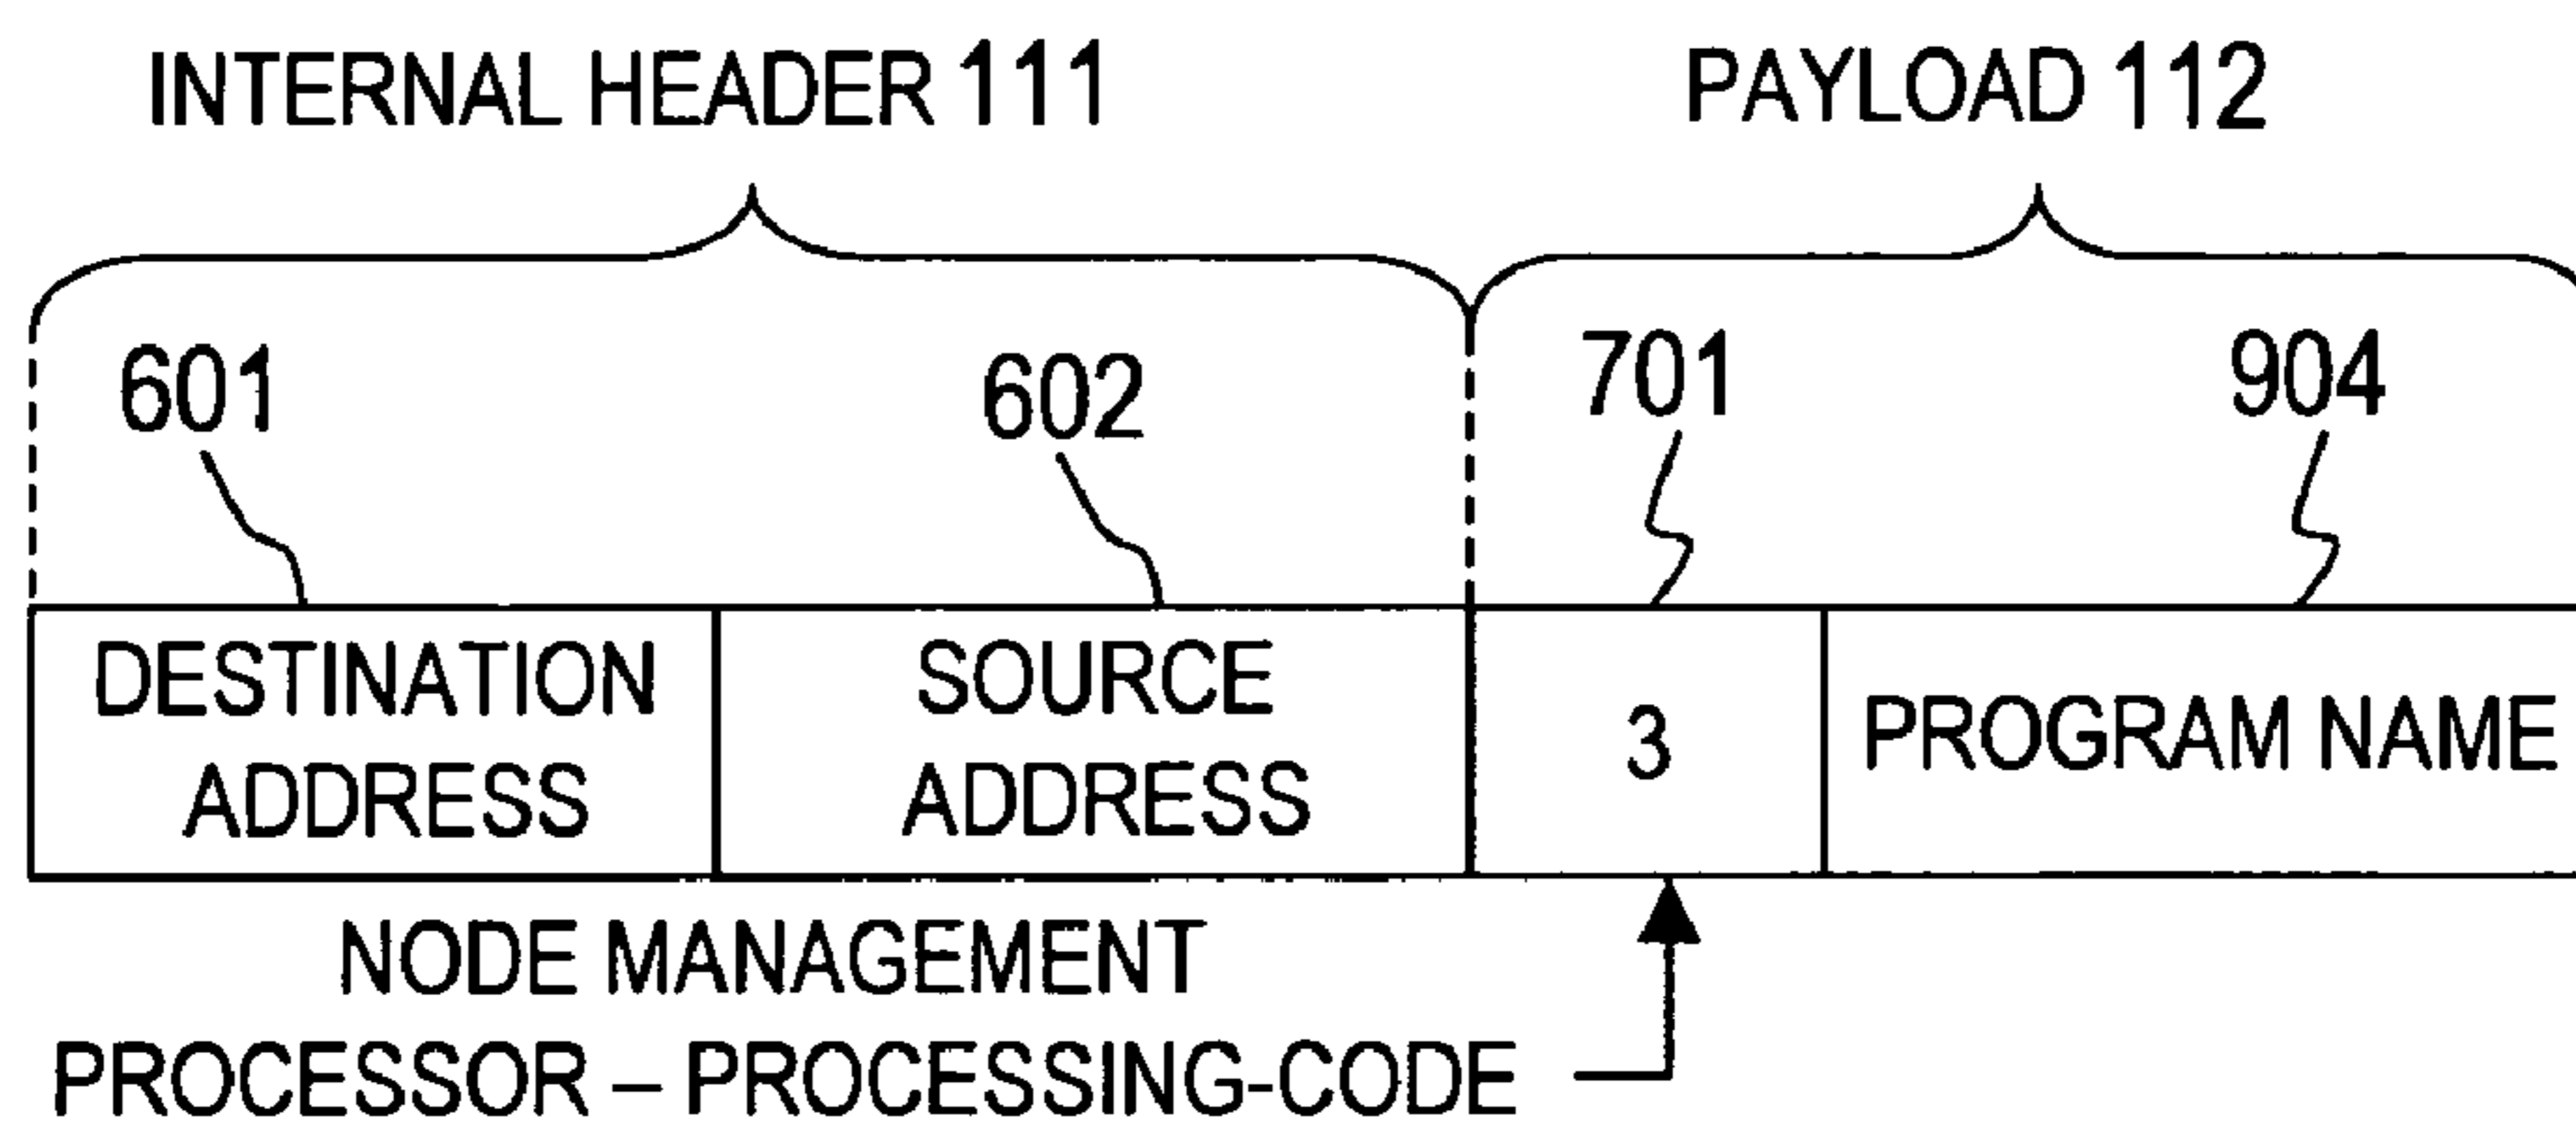 INTERNAL HEADER 111
PAYLOAD 112
601
602
701
904
DESTINATION
ADDRESS
SOURCE
ADDRESS
3
PROGRAM NAME
NODE MANAGEMENT
PROCESSOR – PROCESSING-CODE